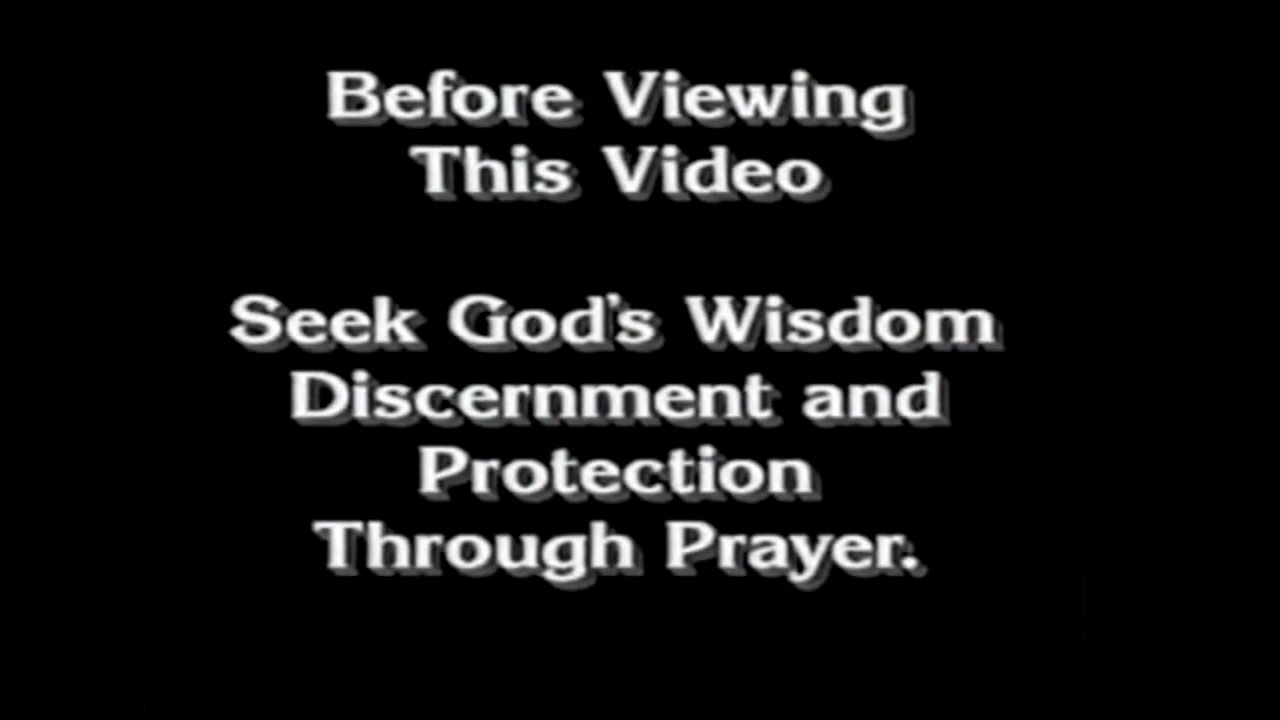 Before Viewing
This Video
Seek God's Wisdom
Discernment and
Protection
Through Prayer.